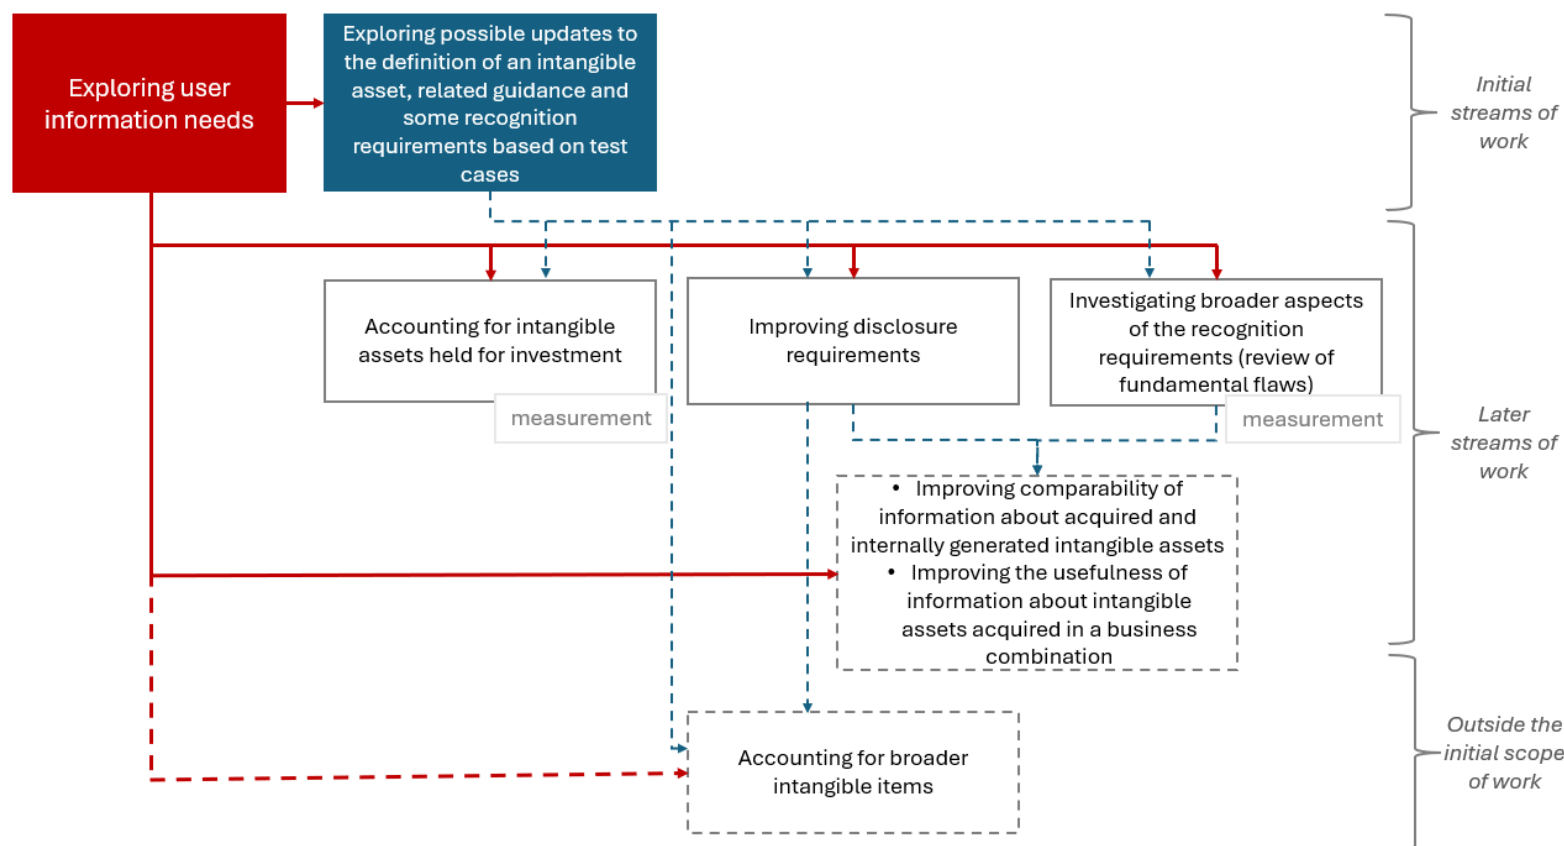 Exploring user
information needs
Exploring possible updates to
the definition of an intangible
asset, related guidance and
some recognition
requirements based on test
cases
Initial
streams of
work
Accounting for intangible
assets held for investment
measurement
Improving disclosure
requirements
Investigating broader aspects
of the recognition
requirements (review of
fundamental flaws)
measurement
Later
streams of
work
• Improving comparability of
information about acquired and
internally generated intangible assets
• Improving the usefulness of
information about intangible
assets acquired in a business
combination
Accounting for broader
intangible items
Outside the
initial scope
of work